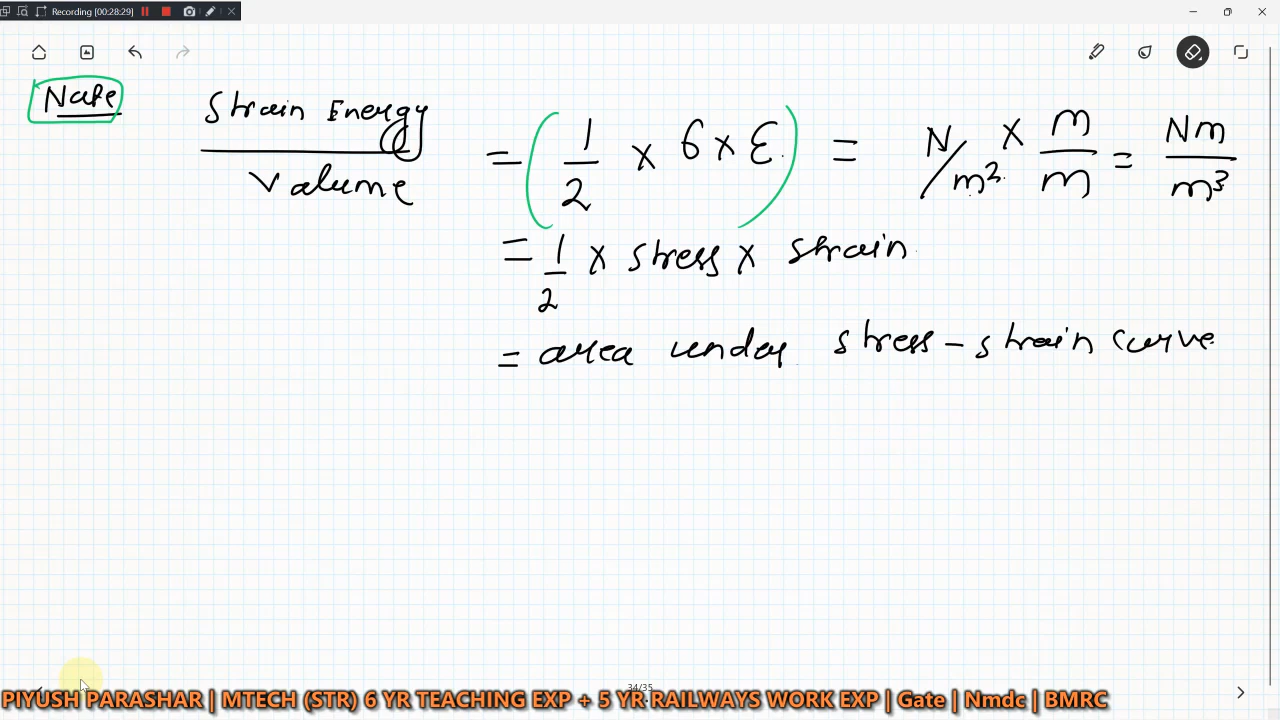 Recording [00:28:29]
Note
Strain Energy
Volume
= ( 1/2 × σ × ε ) = N/m² × m/m = Nm/m³
= 1/2 × stress × strain
= area under stress - strain curve
34/35
PIYUSH PARASHAR | MTECH (STR) 6 YR TEACHING EXP + 5 YR RAILWAYS WORK EXP | Gate | Nmdc | BMRC